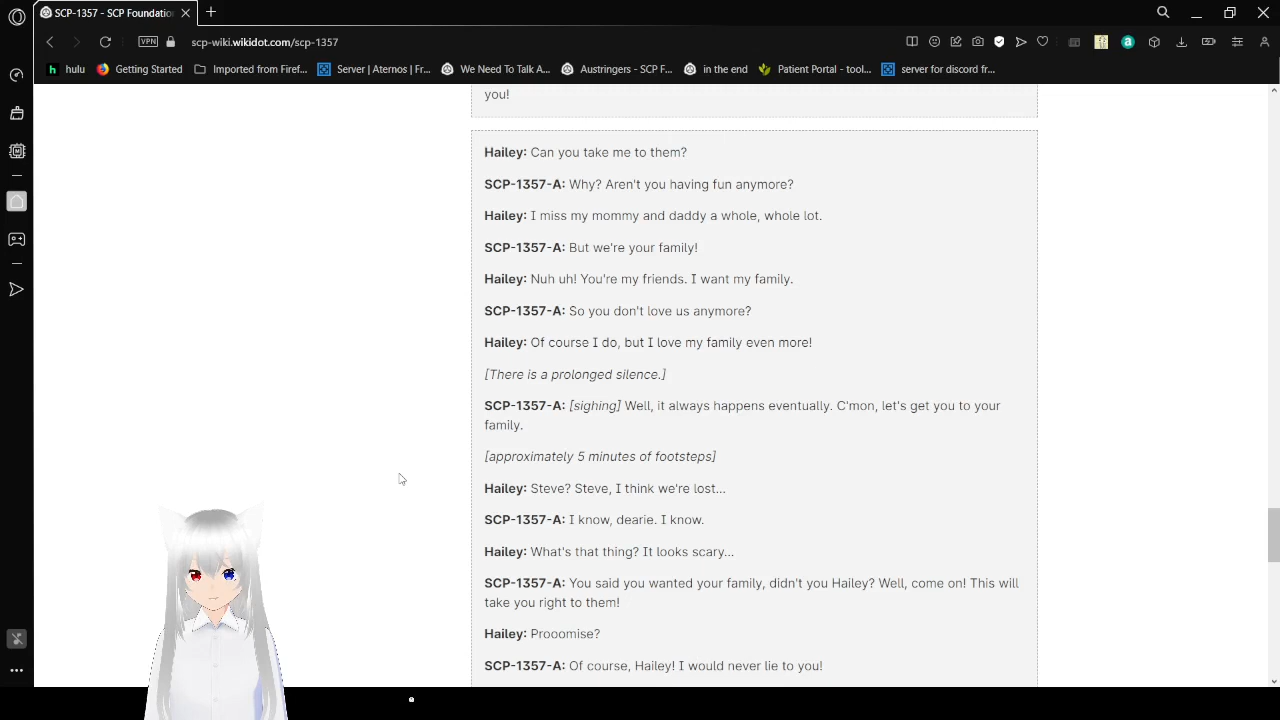 SCP-1357 - SCP Foundatio
VPN
scp-wiki.wikidot.com/scp-1357
a
h hulu
Getting Started
Imported from Firef...
Server | Aternos | Fr...
We Need To Talk A...
Austringers - SCP F...
in the end
Patient Portal - tool...
server for discord fr...
you!
Hailey: Can you take me to them?
SCP-1357-A: Why? Aren't you having fun anymore?
Hailey: I miss my mommy and daddy a whole, whole lot.
SCP-1357-A: But we're your family!
Hailey: Nuh uh! You're my friends. I want my family.
SCP-1357-A: So you don't love us anymore?
Hailey: Of course I do, but I love my family even more!
[There is a prolonged silence.]
SCP-1357-A: [sighing] Well, it always happens eventually. C'mon, let's get you to your
family.
[approximately 5 minutes of footsteps]
Hailey: Steve? Steve, I think we're lost...
SCP-1357-A: I know, dearie. I know.
Hailey: What's that thing? It looks scary...
SCP-1357-A: You said you wanted your family, didn't you Hailey? Well, come on! This will
take you right to them!
Hailey: Prooomise?
SCP-1357-A: Of course, Hailey! I would never lie to you!